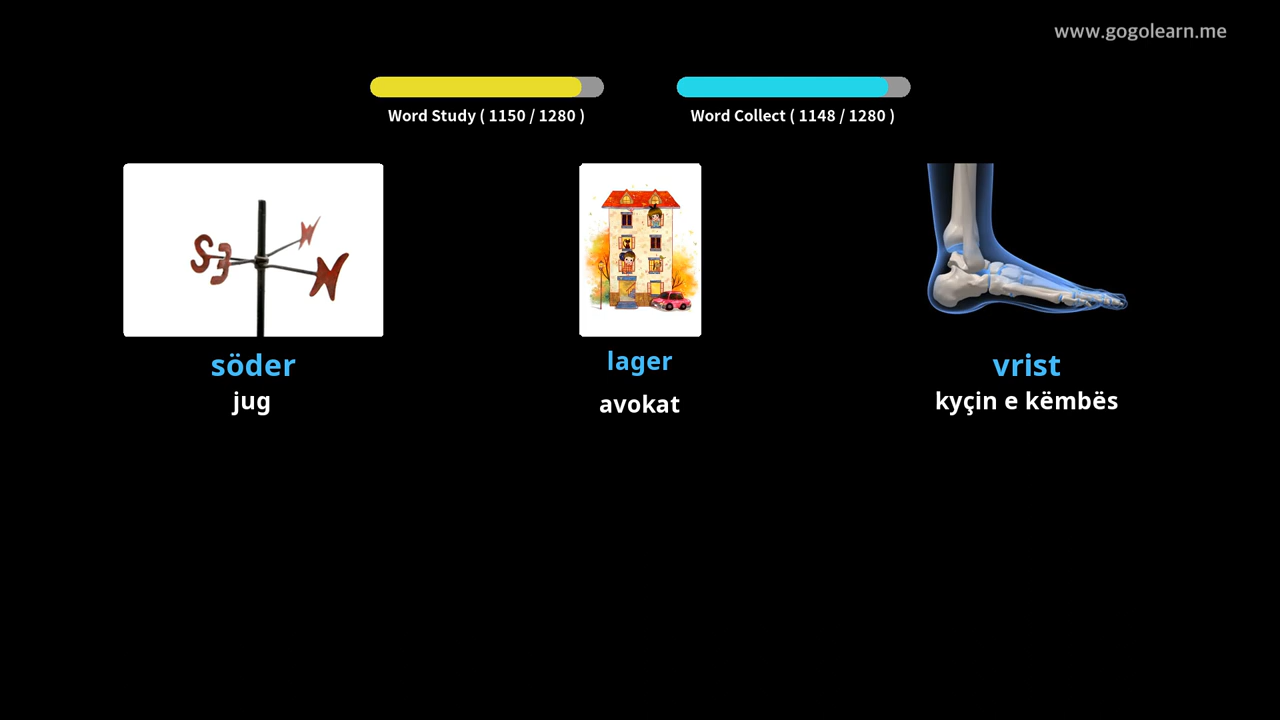 www.gogolearn.me
Word Study ( 1150 / 1280 )
Word Collect ( 1148 / 1280 )
S E N
söder
jug
lager
avokat
vrist
kyçin e këmbës